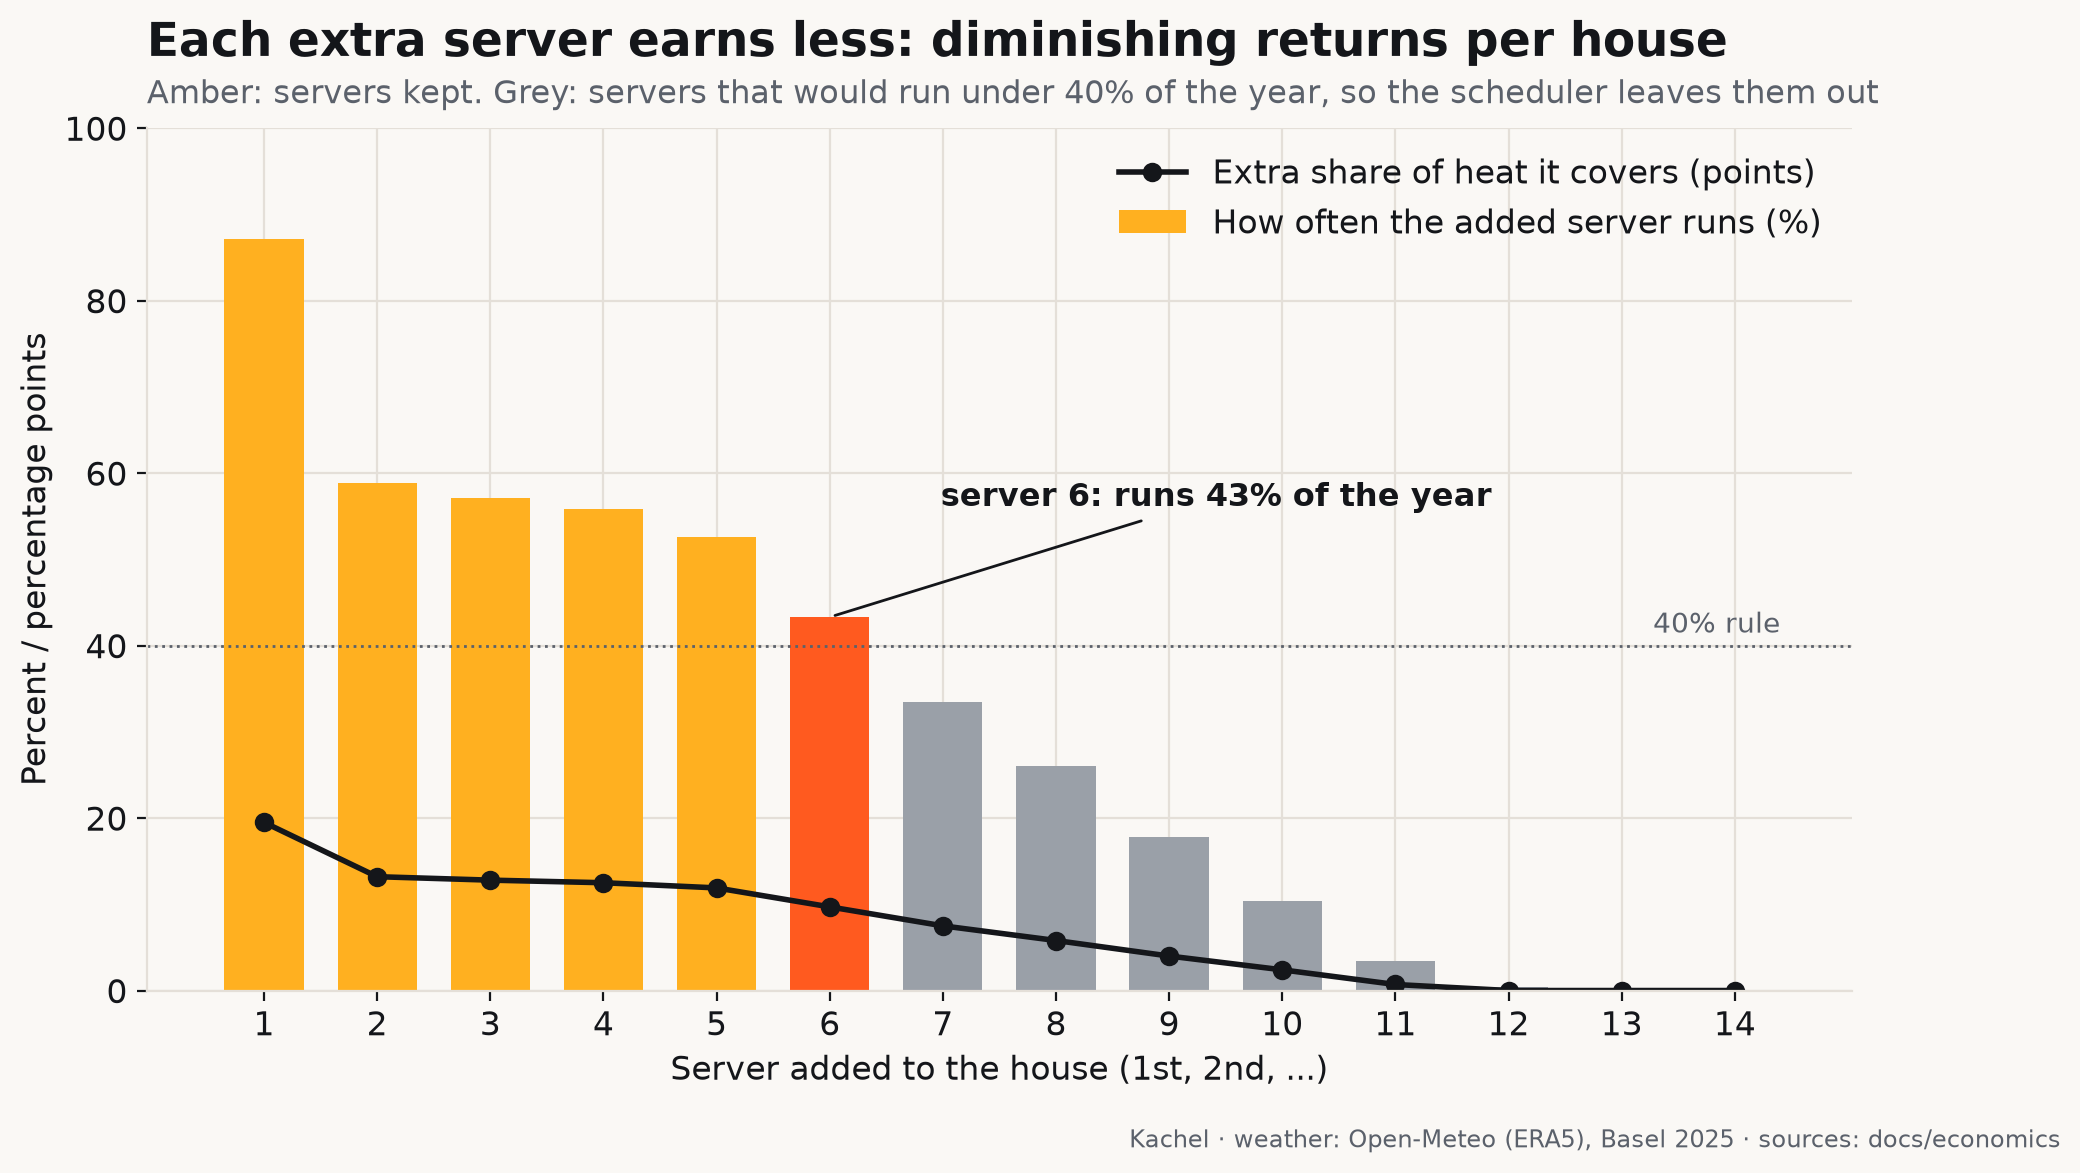 Each extra server earns less: diminishing returns per house
Amber: servers kept. Grey: servers that would run under 40% of the year, so the scheduler leaves them out
Extra share of heat it covers (points)
How often the added server runs (%)
Percent / percentage points
100
80
60
40
20
0
server 6: runs 43% of the year
40% rule
1 2 3 4 5 6 7 8 9 10 11 12 13 14
Server added to the house (1st, 2nd, ...)
Kachel · weather: Open-Meteo (ERA5), Basel 2025 · sources: docs/economics